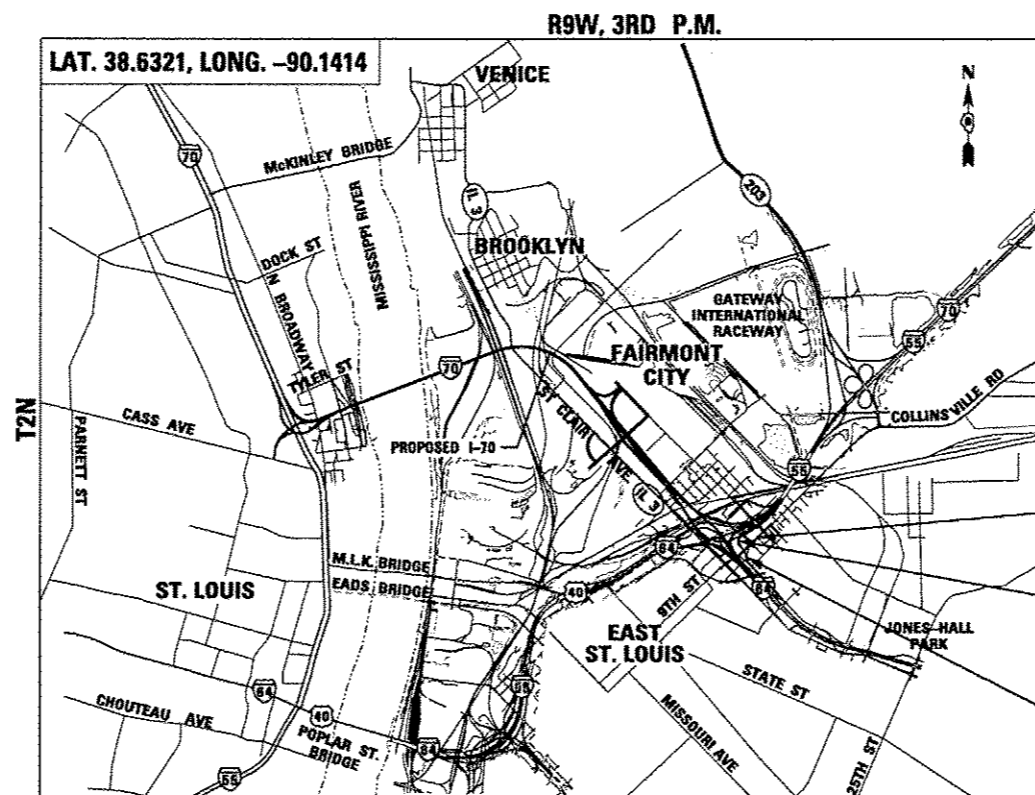 R9W, 3RD P.M.
LAT. 38.6321, LONG. –90.1414
VENICE
N
70
McKINLEY BRIDGE
MISSISSIPPI RIVER
IL 3
203
BROOKLYN
DOCK ST
N BROADWAY
GATEWAY
INTERNATIONAL
RACEWAY
70
55
TYLER ST
70
FAIRMONT
CITY
T2N
CASS AVE
PARNETT ST
ST CLAIR
AVE
COLLINSVILLE RD
PROPOSED I-70
55
IL 3
M.L.K. BRIDGE
64
ST. LOUIS
EADS BRIDGE
40
9TH ST
64
EAST
ST. LOUIS
JONES HALL
PARK
STATE ST
64
55
CHOUTEAU AVE
40
POPLAR ST.
BRIDGE
64
MISSOURI AVE
55
25TH ST